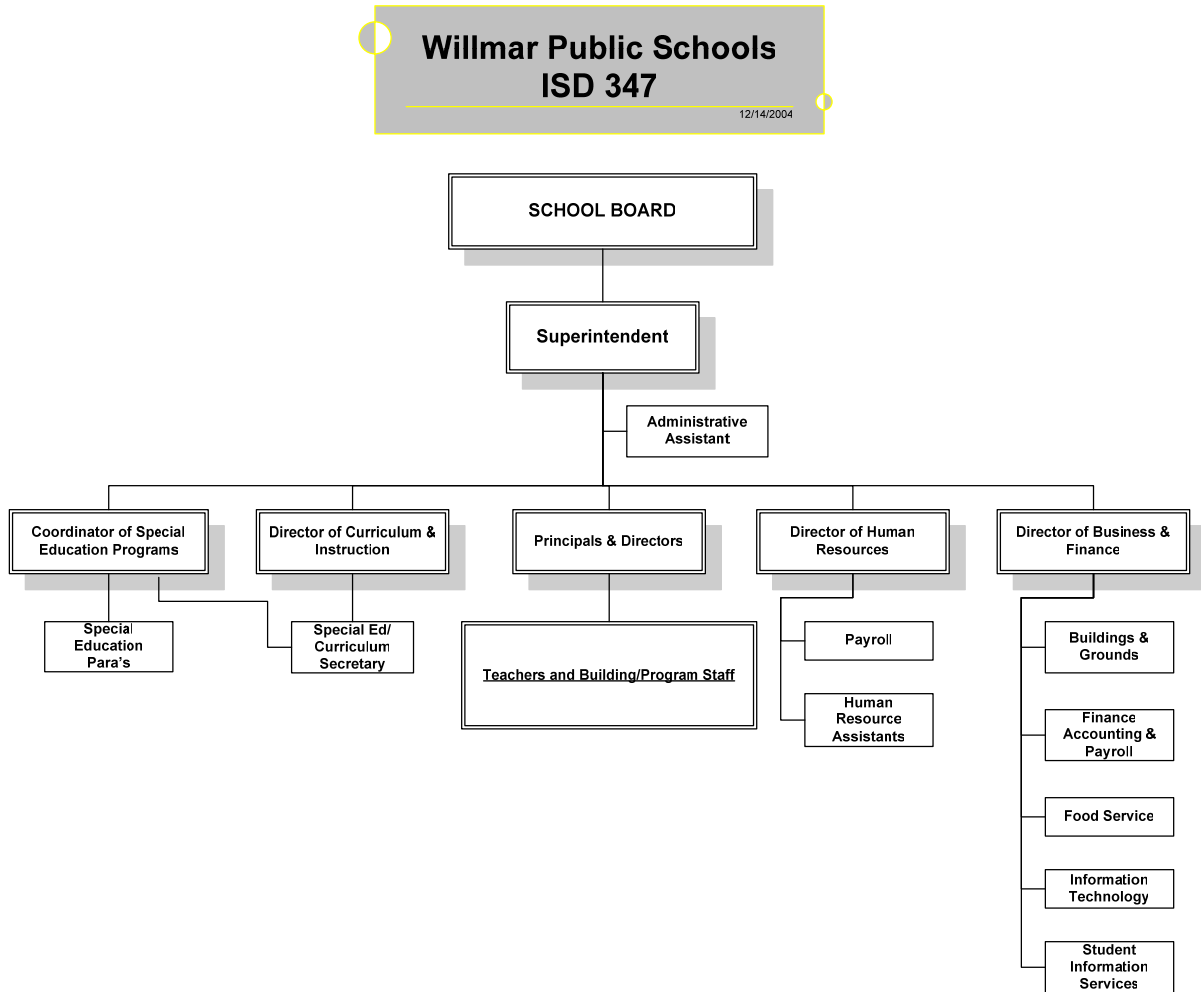 Willmar Public Schools
ISD 347
12/14/2004
SCHOOL BOARD
Superintendent
Administrative
Assistant
Coordinator of Special
Education Programs
Director of Curriculum &
Instruction
Principals & Directors
Director of Human
Resources
Director of Business &
Finance
Special
Education
Para's
Special Ed/
Curriculum
Secretary
Teachers and Building/Program Staff
Payroll
Human
Resource
Assistants
Buildings &
Grounds
Finance
Accounting &
Payroll
Food Service
Information
Technology
Student
Information
Services